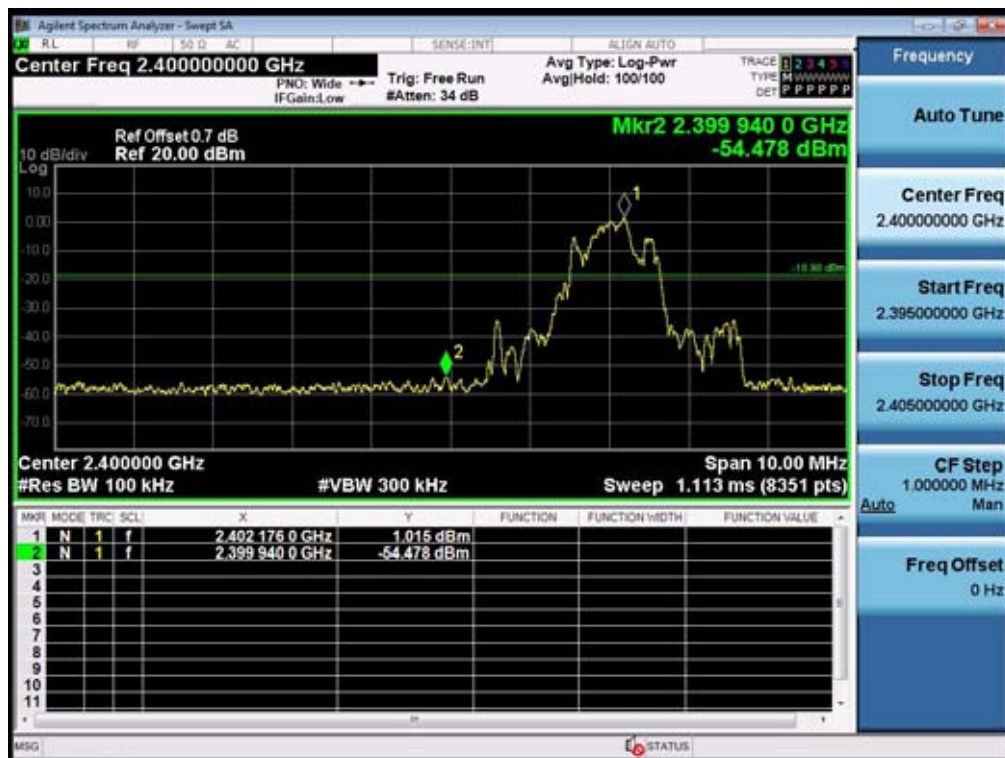 Agilent Spectrum Analyzer - Swept SA
RL RF 50 Ω AC SENSE:INT ALIGN AUTO
Center Freq 2.400000000 GHz
PNO: Wide
IFGain:Low
Trig: Free Run
#Atten: 34 dB
Avg Type: Log-Pwr
Avg|Hold: 100/100
TRACE 1 2 3 4 5 6
TYPE M WWWWW
DET P P P P P P
Ref Offset 0.7 dB
10 dB/div Ref 20.00 dBm
Log
Mkr2 2.399 940 0 GHz
-54.478 dBm
10.0
0.00
-10.0
-20.0
-30.0
-40.0
-50.0
-60.0
-70.0
1
2
Center 2.400000 GHz
Span 10.00 MHz
#Res BW 100 kHz
#VBW 300 kHz
Sweep 1.113 ms (8351 pts)
MKR MODE TRC SCL X Y FUNCTION FUNCTION WIDTH FUNCTION VALUE
1 N 1 f 2.402 176 0 GHz 1.015 dBm
2 N 1 f 2.399 940 0 GHz -54.478 dBm
3
4
5
6
7
8
9
10
11
MSG
STATUS
Frequency
Auto Tune
Center Freq
2.400000000 GHz
Start Freq
2.395000000 GHz
Stop Freq
2.405000000 GHz
CF Step
1.000000 MHz
Auto Man
Freq Offset
0 Hz